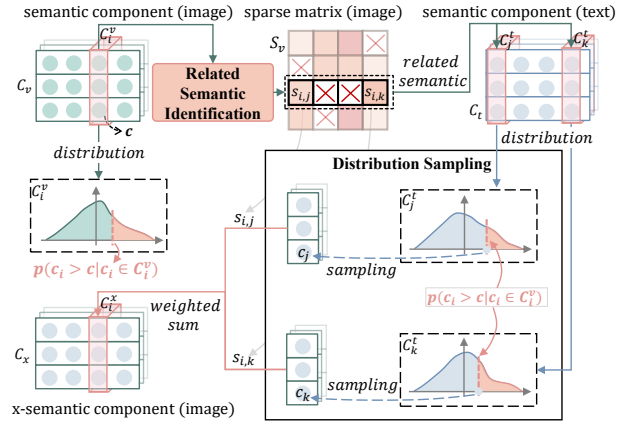 semantic component (image)
sparse matrix (image)
semantic component (text)
C_i^v
S_v
C_j^t
C_k^t
C_v
Related
Semantic
Identification
s_{i,j}
s_{i,k}
related
semantic
C_t
c
distribution
distribution
Distribution Sampling
C_i^v
C_j^t
s_{i,j}
c_j
sampling
p(c_i > c|c_i ∈ C_i^v)
C_i^x
weighted
sum
p(c_i > c|c_i ∈ C_i^v)
C_x
C_k^t
s_{i,k}
c_k
sampling
x-semantic component (image)